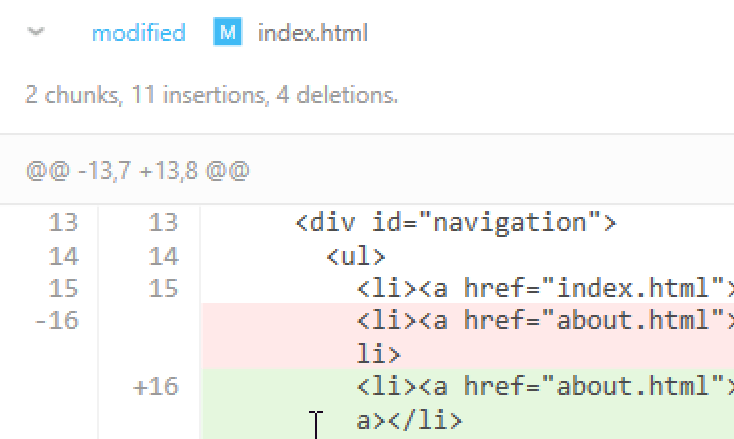 modified M index.html
2 chunks, 11 insertions, 4 deletions.
@@ -13,7 +13,8 @@
13 13 <div id="navigation">
14 14 <ul>
15 15 <li><a href="index.html">
-16 <li><a href="about.html">
li>
+16 <li><a href="about.html">
a></li>